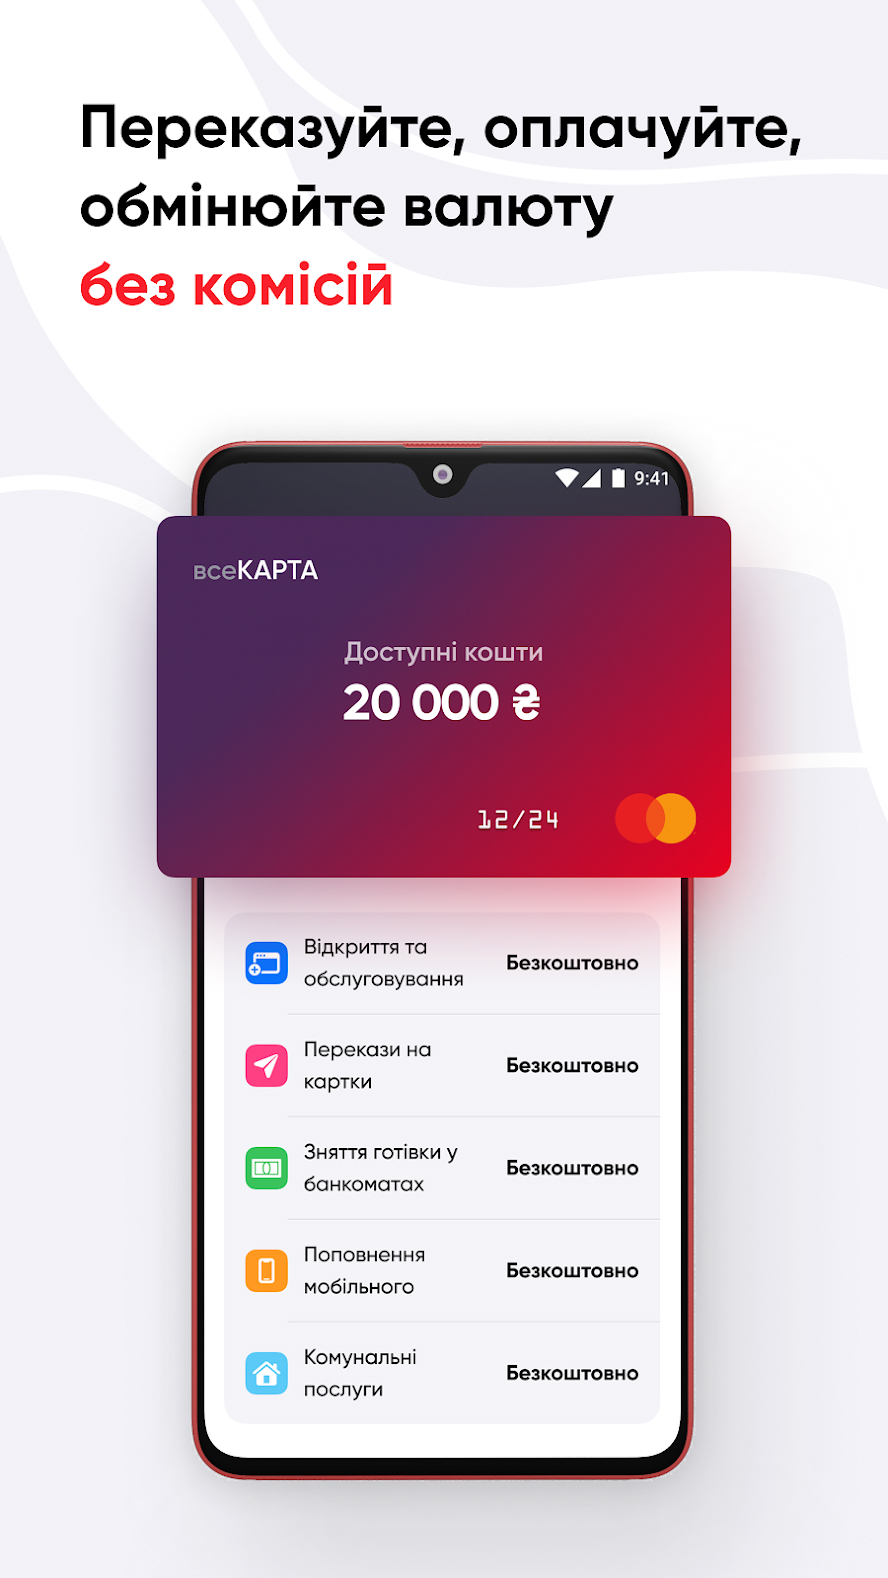 Переказуйте, оплачуйте,
обмінюйте валюту
без комісій
9:41
всеКАРТА
Доступні кошти
20 000 ₴
12/24
Відкриття та
обслуговування
Безкоштовно
Перекази на
картки
Безкоштовно
Зняття готівки у
банкоматах
Безкоштовно
Поповнення
мобільного
Безкоштовно
Комунальні
послуги
Безкоштовно